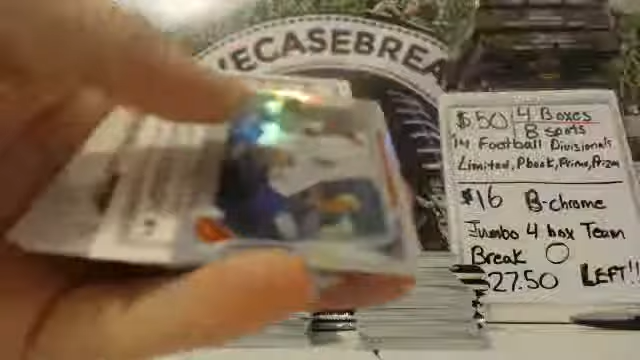 ECASEBREA
$50 4 Boxes
8 spots
14 Football Divisionals
Limited, Pbook, Prime, Prizm
$16 B-chrome
Jumbo 4 box Team
Break
$27.50 LEFT!!